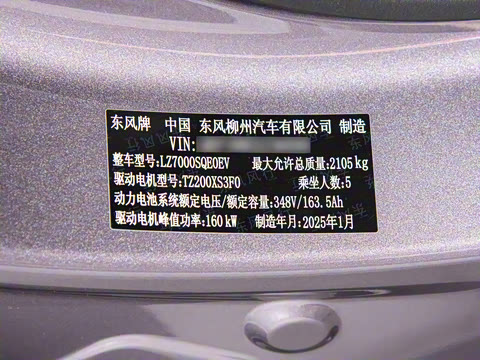 东风牌 中国 东风柳州汽车有限公司 制造
VIN:
整车型号:LZ7000SQE0EV 最大允许总质量:2105kg
驱动电机型号:TZ200XS3F0 乘坐人数:5
动力电池系统额定电压/额定容量:348V/163.5Ah
驱动电机峰值功率:160kW 制造年月:2025年1月